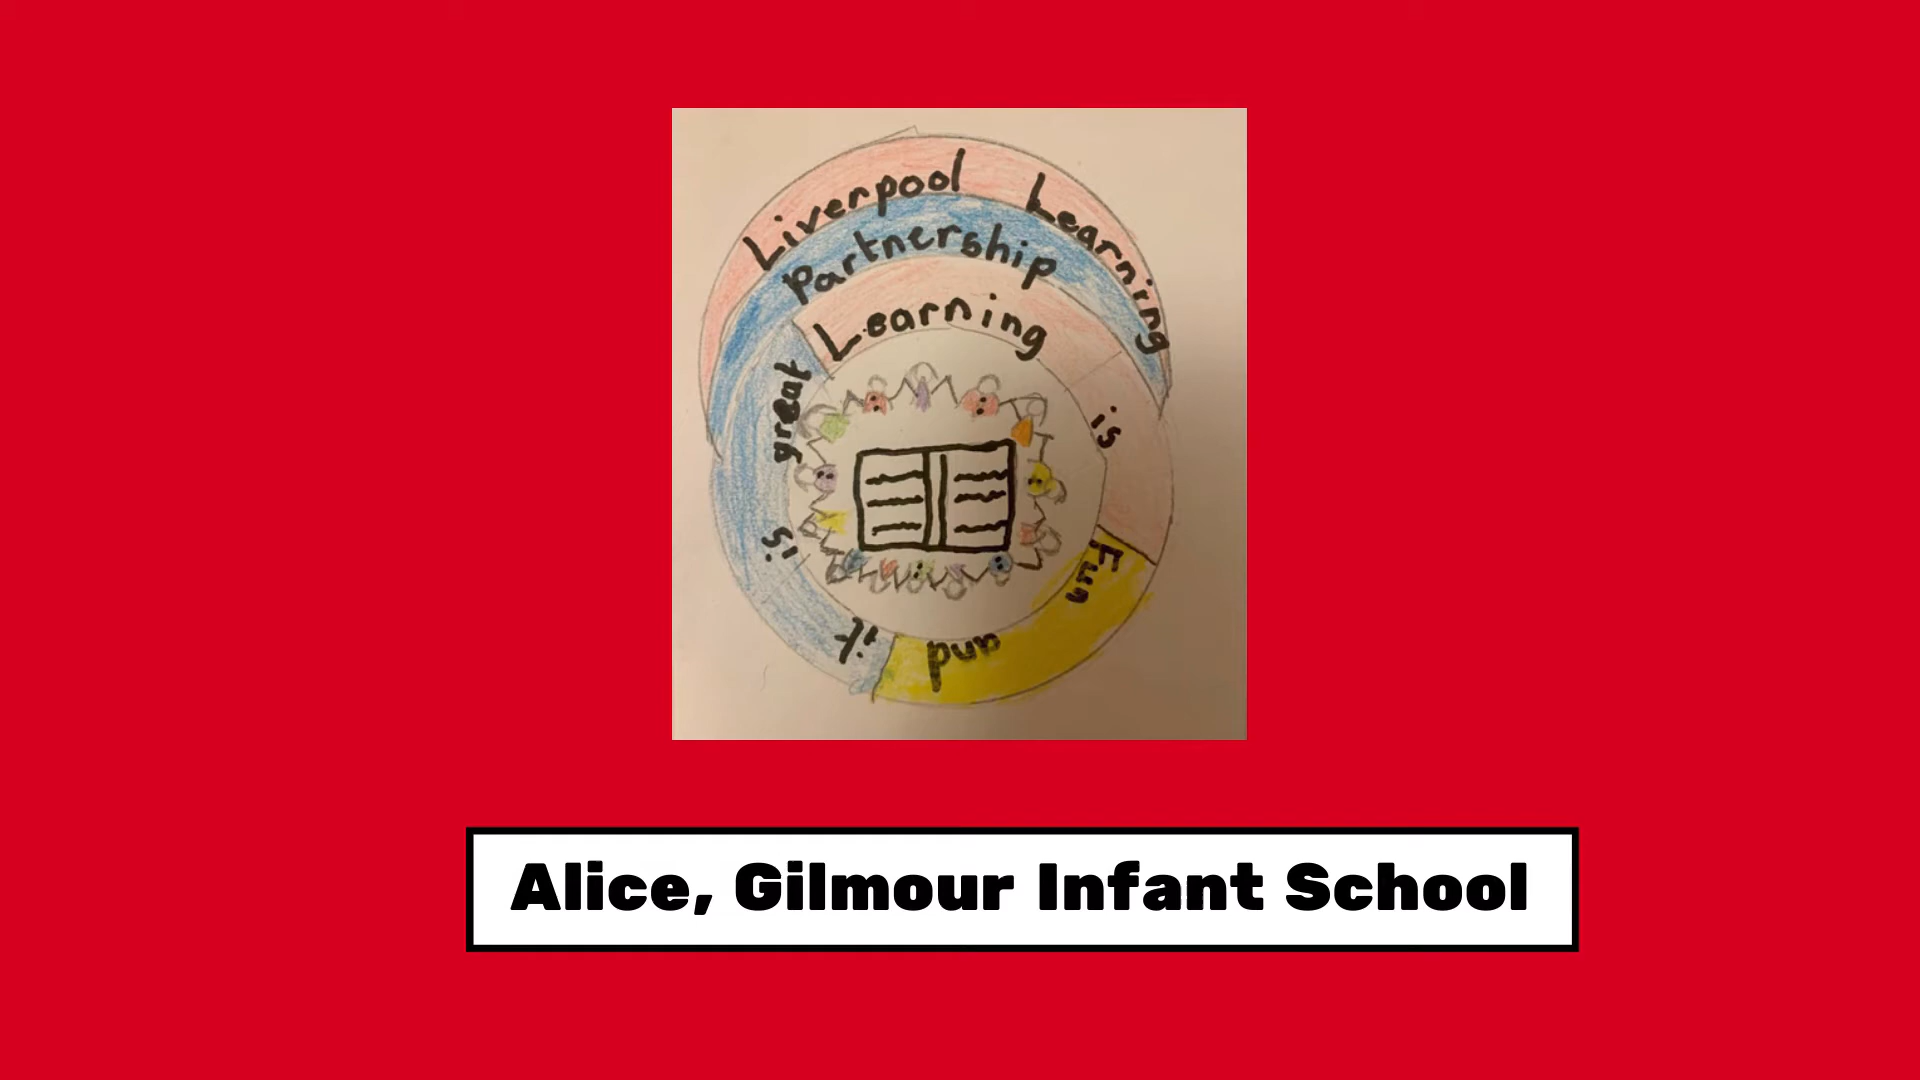 Liverpool Learning
Partnership
Learning is Fun and it is great
Alice, Gilmour Infant School